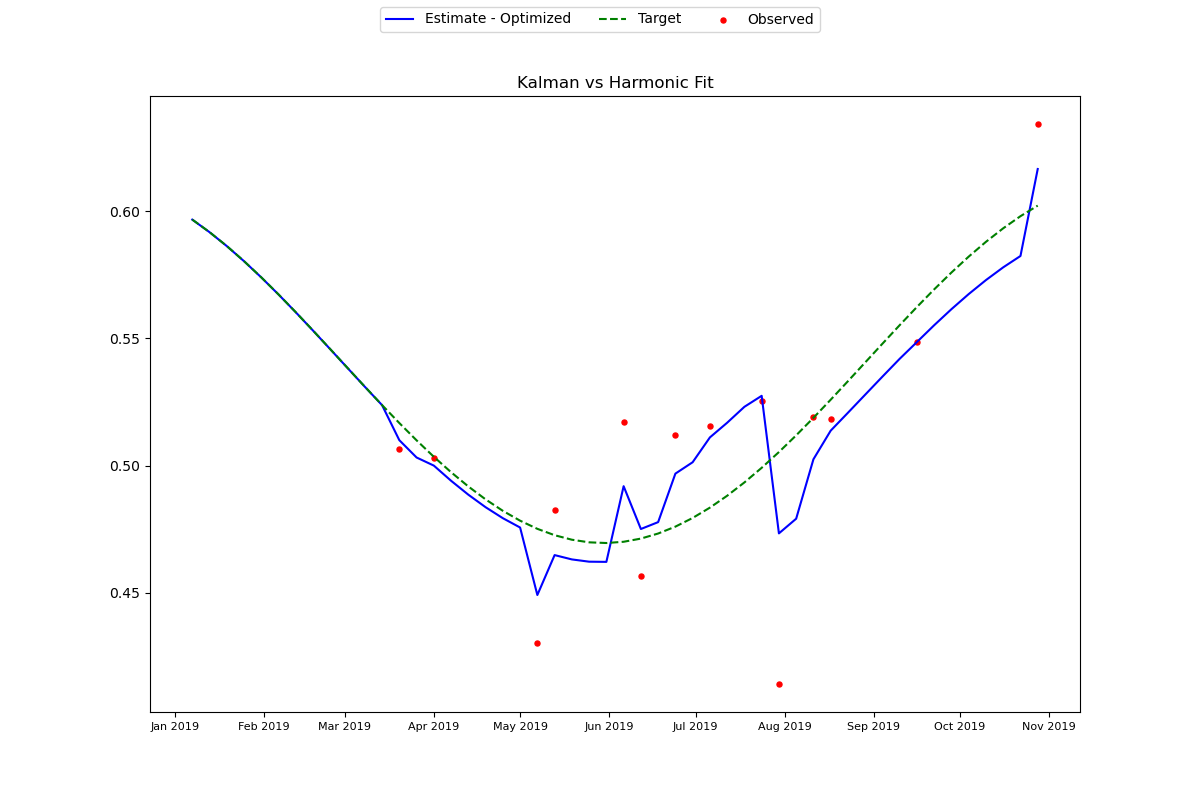 Estimate - Optimized Target Observed
Kalman vs Harmonic Fit
0.60
0.55
0.50
0.45
Jan 2019 Feb 2019 Mar 2019 Apr 2019 May 2019 Jun 2019 Jul 2019 Aug 2019 Sep 2019 Oct 2019 Nov 2019